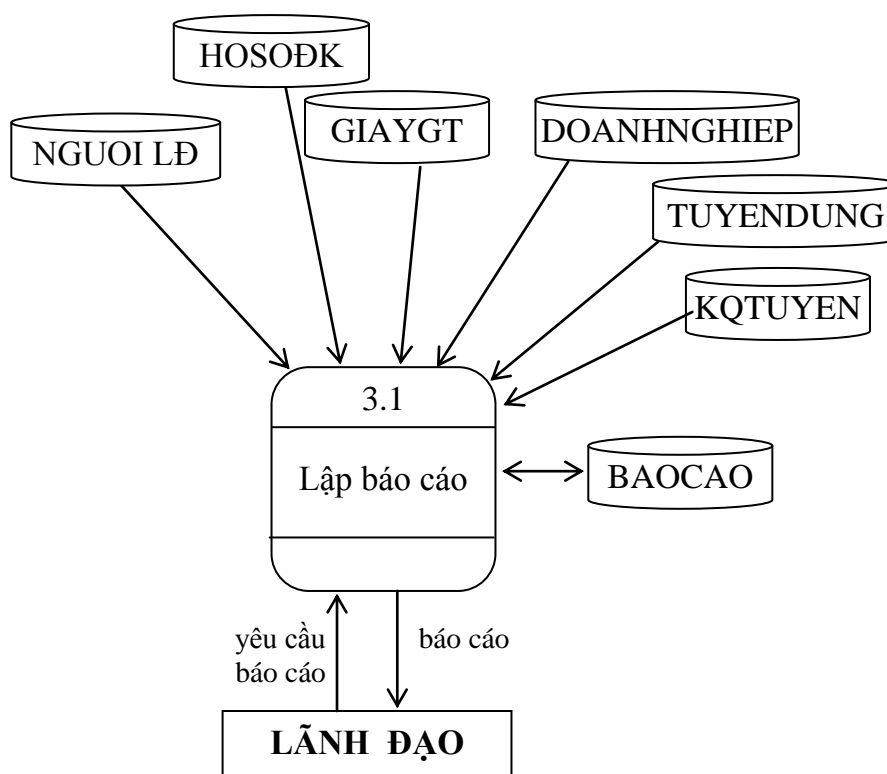 HOSOĐK
GIAYGT
DOANHNGHIEP
NGUOI LĐ
TUYENDUNG
KQTUYEN
3.1
Lập báo cáo
BAOCAO
yêu cầu
báo cáo
báo cáo
LÃNH ĐẠO